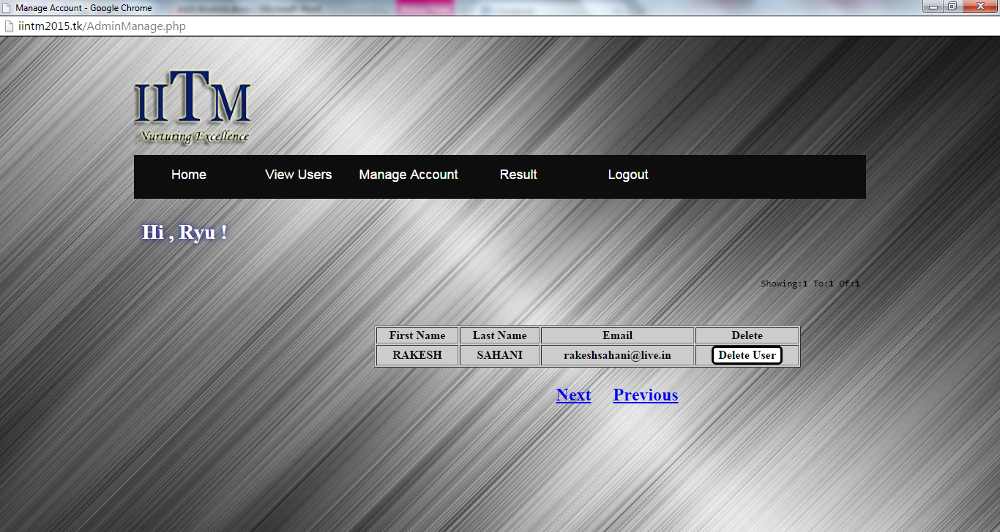 Manage Account - Google Chrome
iintm2015.tk/AdminManage.php
IITM
Nurturing Excellence
Home View Users Manage Account Result Logout
Hi , Ryu !
Showing:1 To:1 Of:1
First Name Last Name Email Delete
RAKESH SAHANI rakeshsahani@live.in Delete User
Next Previous